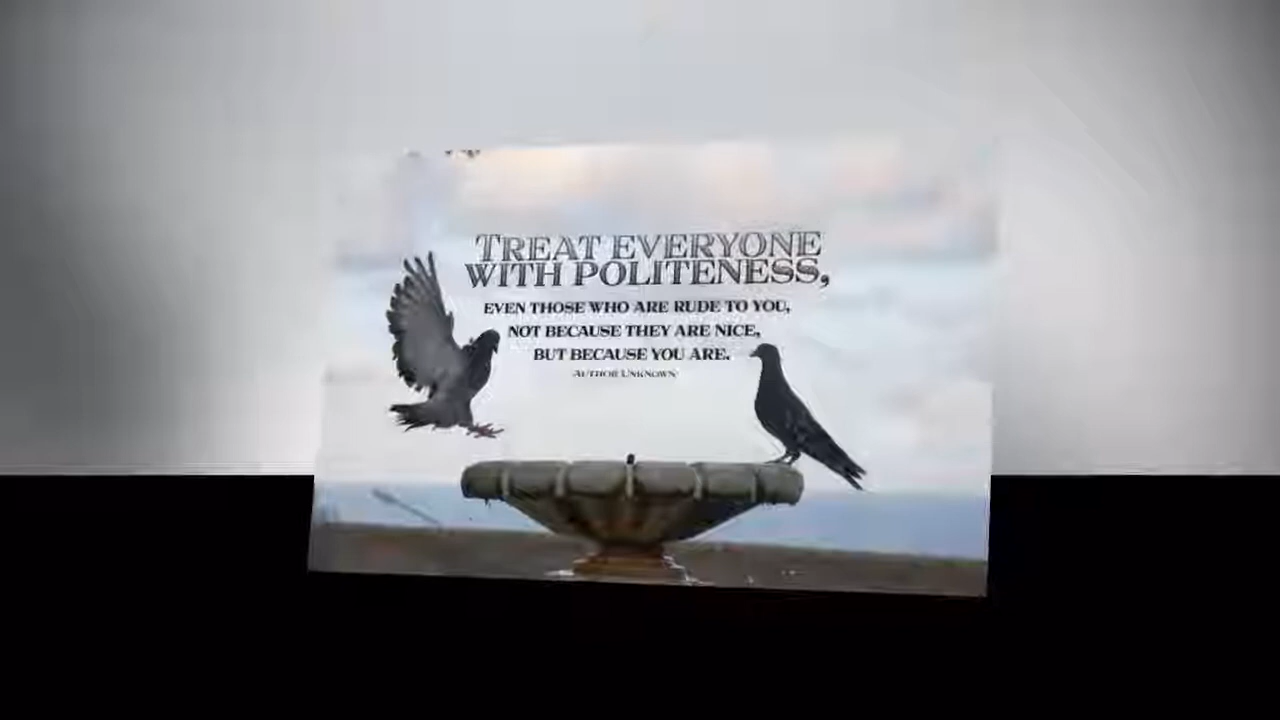 TREAT EVERYONE
WITH POLITENESS,
EVEN THOSE WHO ARE RUDE TO YOU,
NOT BECAUSE THEY ARE NICE,
BUT BECAUSE YOU ARE.
-AUTHOR UNKNOWN-